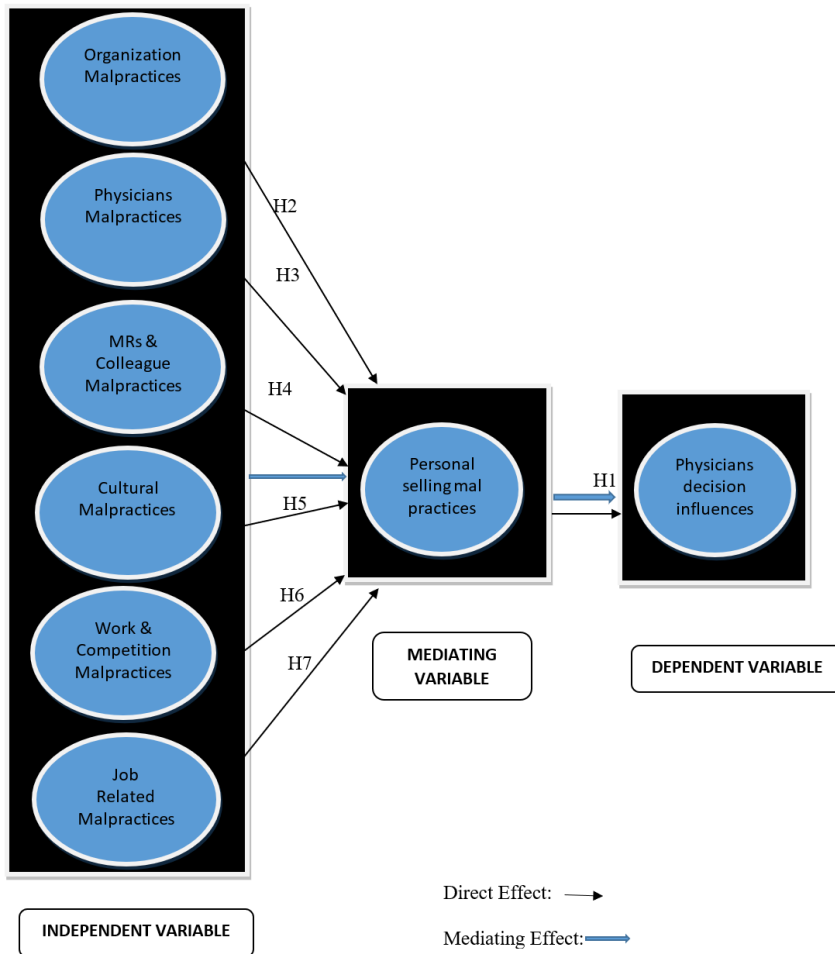 Organization
Malpractices
Physicians
Malpractices
MRs &
Colleague
Malpractices
Cultural
Malpractices
Work &
Competition
Malpractices
Job
Related
Malpractices
INDEPENDENT VARIABLE
H2
H3
H4
H5
H6
H7
Personal
selling mal
practices
MEDIATING
VARIABLE
H1
Physicians
decision
influences
DEPENDENT VARIABLE
Direct Effect:
Mediating Effect: